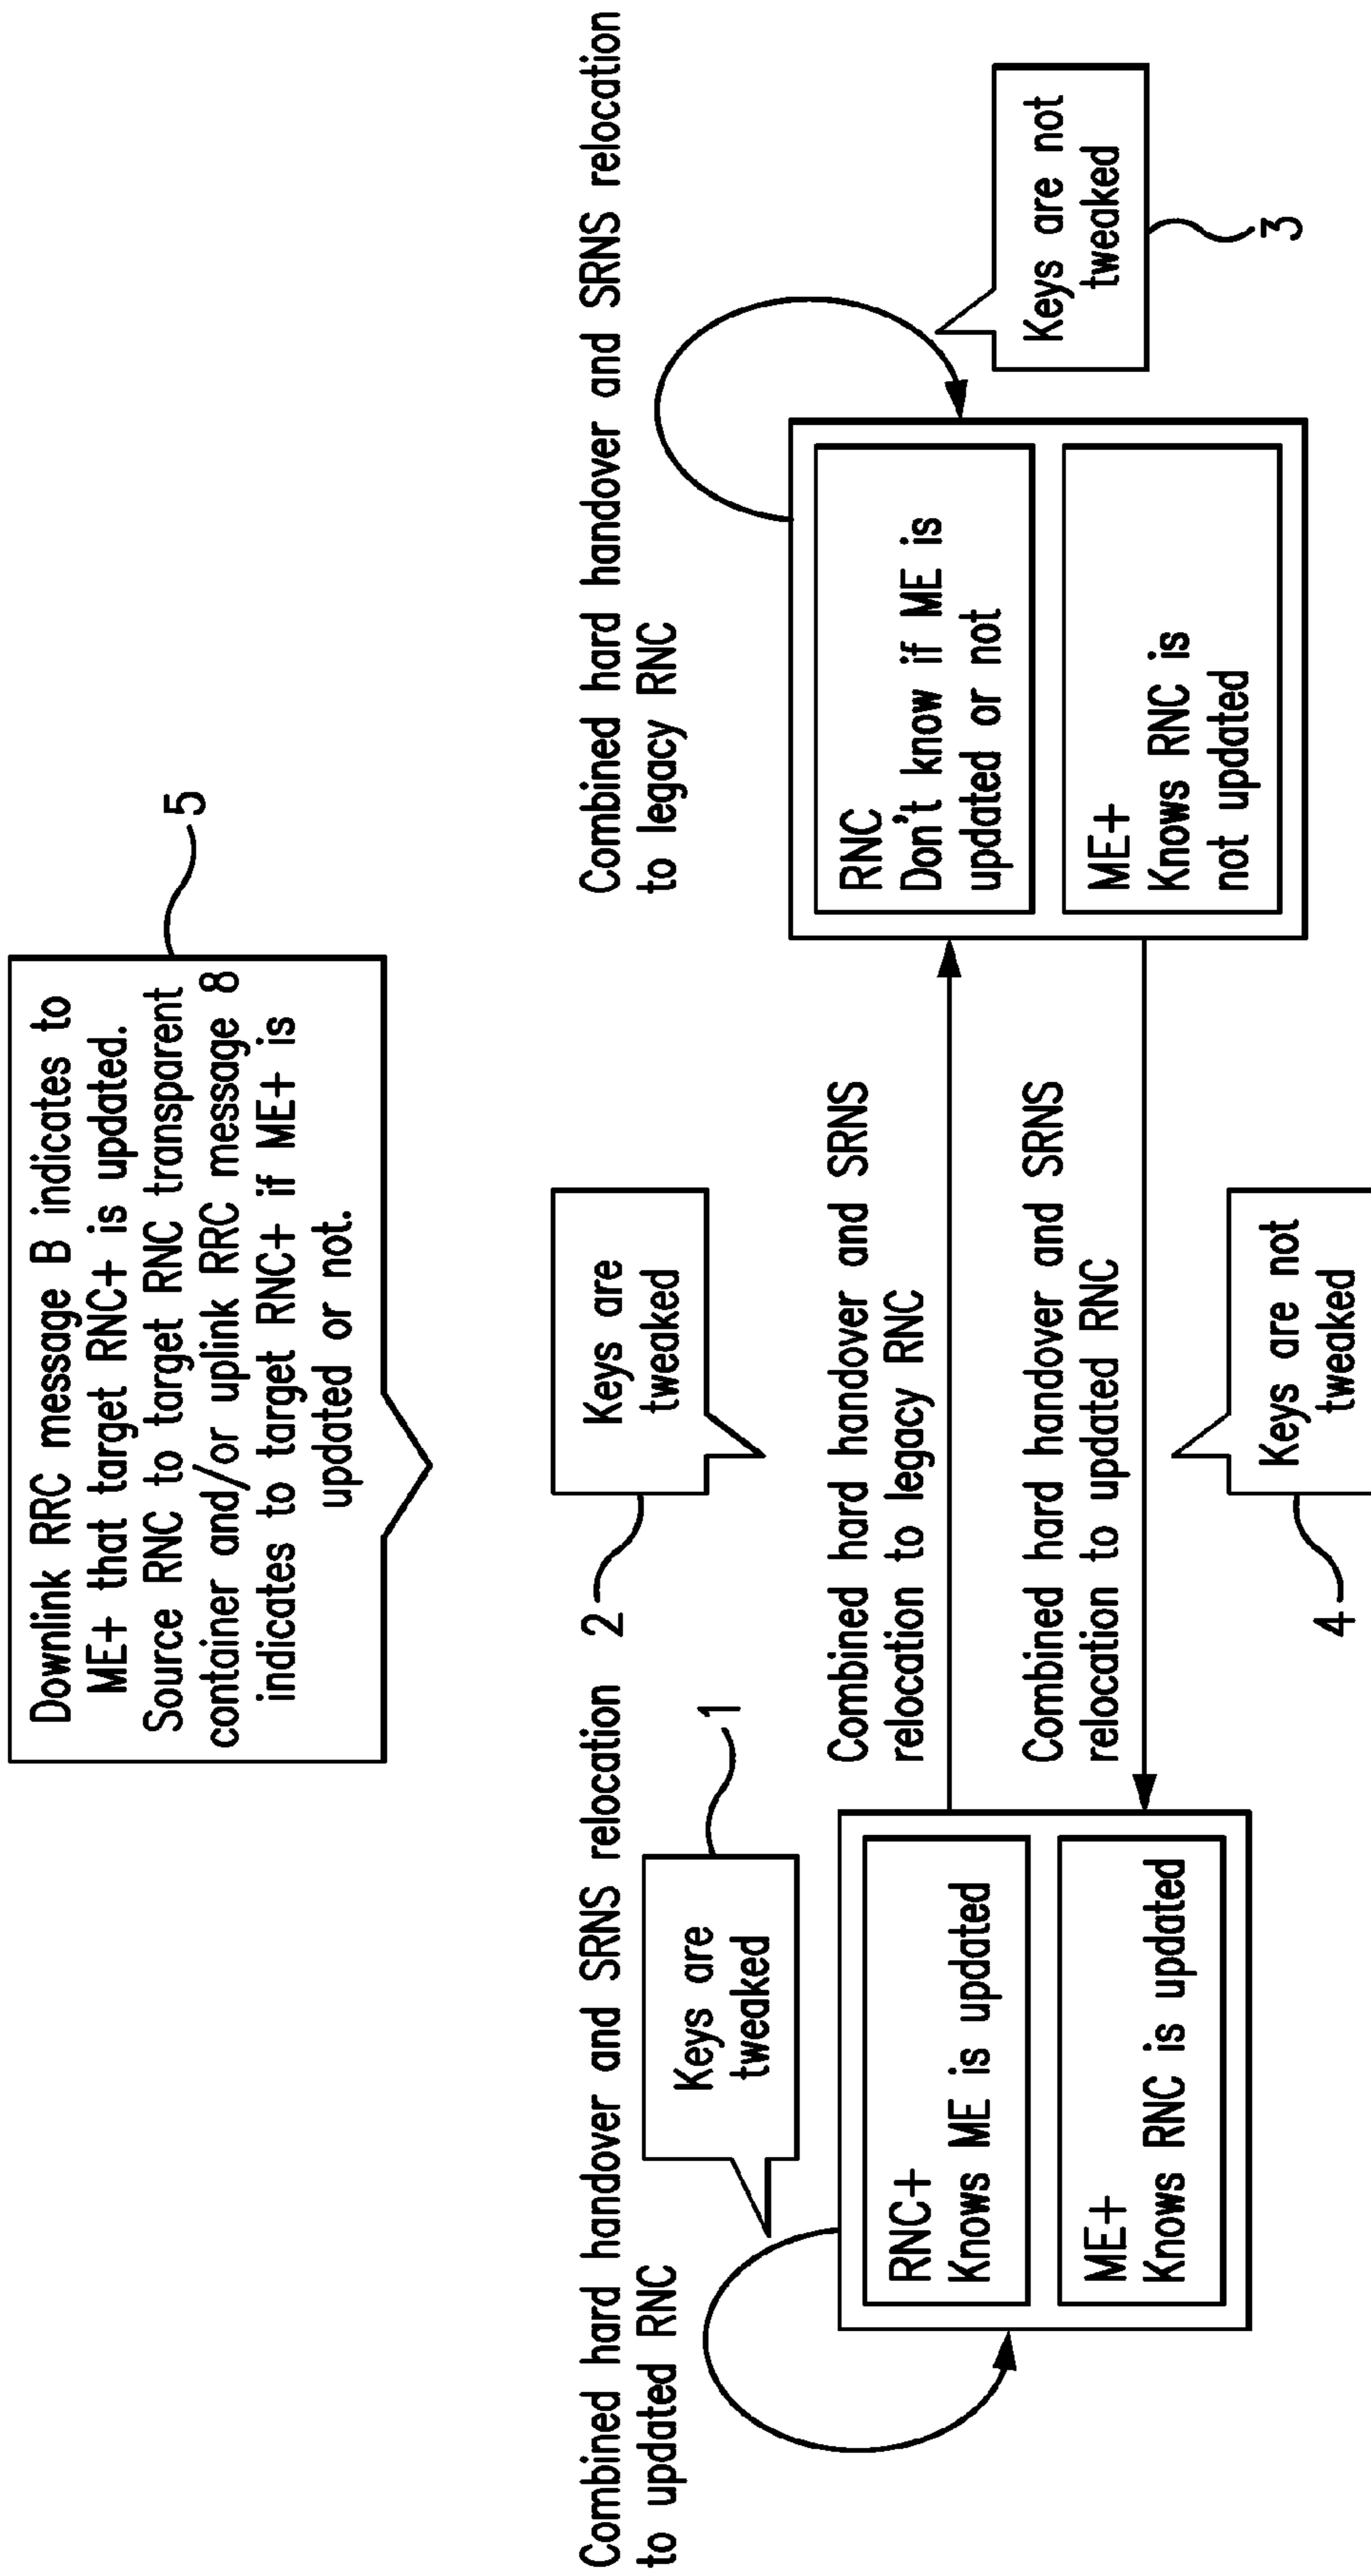 Downlink RRC message B indicates to
ME+ that target RNC+ is updated.
Source RNC to target RNC transparent
container and/or uplink RRC message 8
indicates to target RNC+ if ME+ is
updated or not.
5
Combined hard handover and SRNS relocation
to updated RNC
Keys are
tweaked
1
RNC+
Knows ME is updated
ME+
Knows RNC is updated
Keys are
tweaked
2
Combined hard handover and SRNS
relocation to legacy RNC
Combined hard handover and SRNS
relocation to updated RNC
Keys are not
tweaked
4
Combined hard handover and SRNS relocation
to legacy RNC
RNC
Don't know if ME is
updated or not
ME+
Knows RNC is
not updated
Keys are not
tweaked
3